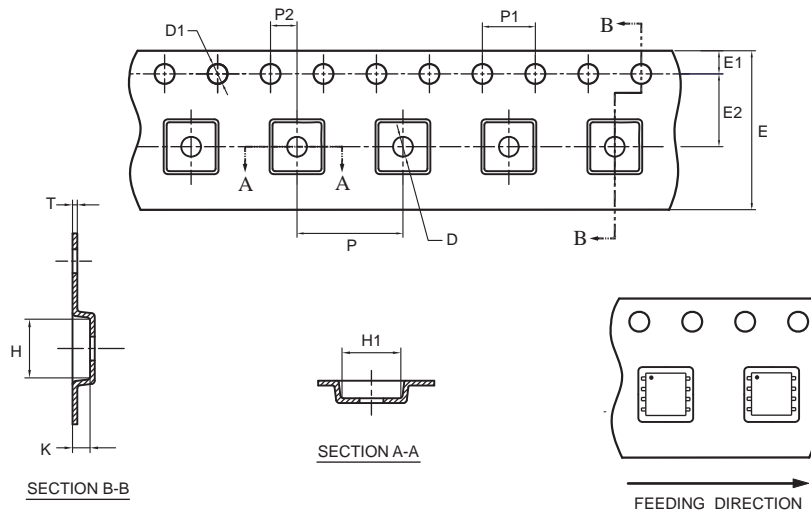 B
D1
P2
P1
E1
E2
E
A
A
P
D
B
T
H
K
SECTION B-B
H1
SECTION A-A
FEEDING DIRECTION